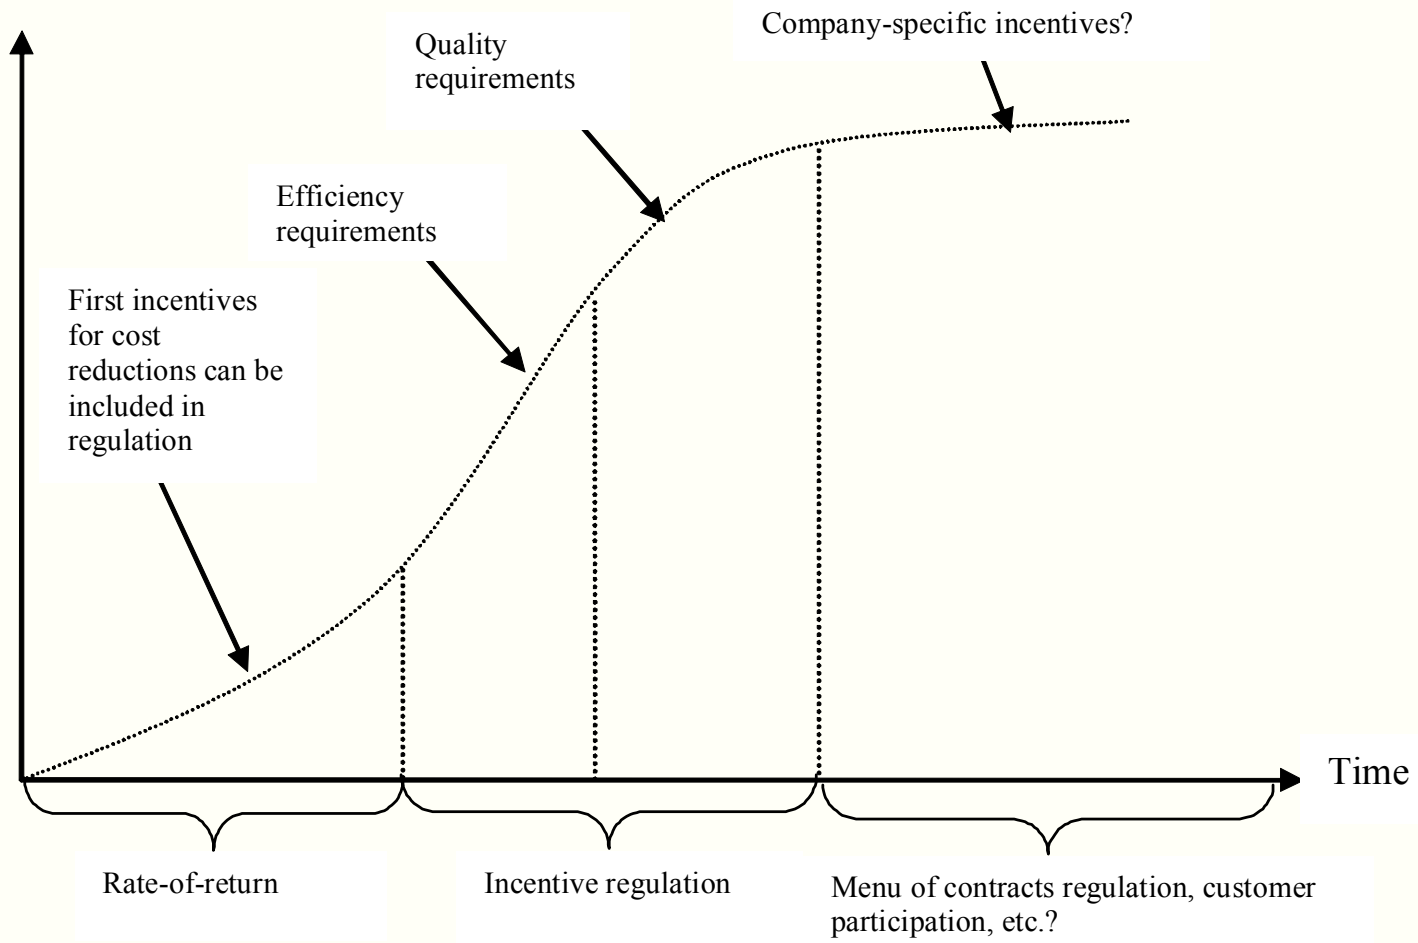 Company-specific incentives?
Quality
requirements
Efficiency
requirements
First incentives
for cost
reductions can be
included in
regulation
Time
Rate-of-return
Incentive regulation
Menu of contracts regulation, customer
participation, etc.?